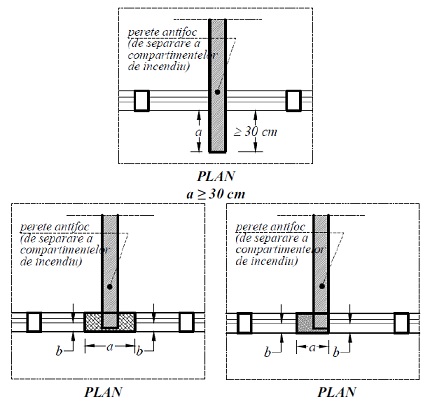 perete antifoc
(de separare a
compartimentelor
de incendiu)
a
≥ 30 cm
PLAN
a ≥ 30 cm
perete antifoc
(de separare a
compartimentelor
de incendiu)
b
a
b
PLAN
perete antifoc
(de separare a
compartimentelor
de incendiu)
b
a
b
PLAN